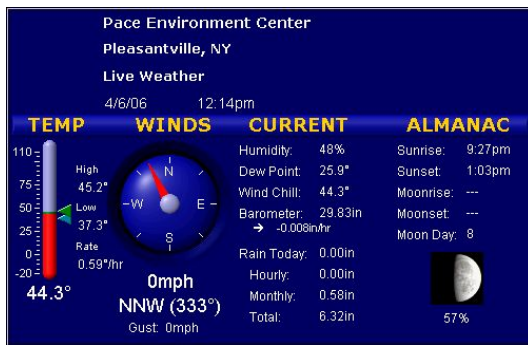 Pace Environment Center
Pleasantville, NY
Live Weather
4/6/06 12:14pm
TEMP WINDS CURRENT ALMANAC
110
75
50
25
0
-20
High
45.2°
Low
37.3°
Rate
0.59°/hr
44.3°
N
W E
S
0mph
NNW (333°)
Gust: 0mph
Humidity: 48%
Dew Point: 25.9°
Wind Chill: 44.3°
Barometer: 29.83in
→ -0.008in/hr
Rain Today: 0.00in
Hourly: 0.00in
Monthly: 0.58in
Total: 6.32in
Sunrise: 9:27pm
Sunset: 1:03pm
Moonrise: ---
Moonset: ---
Moon Day: 8
57%